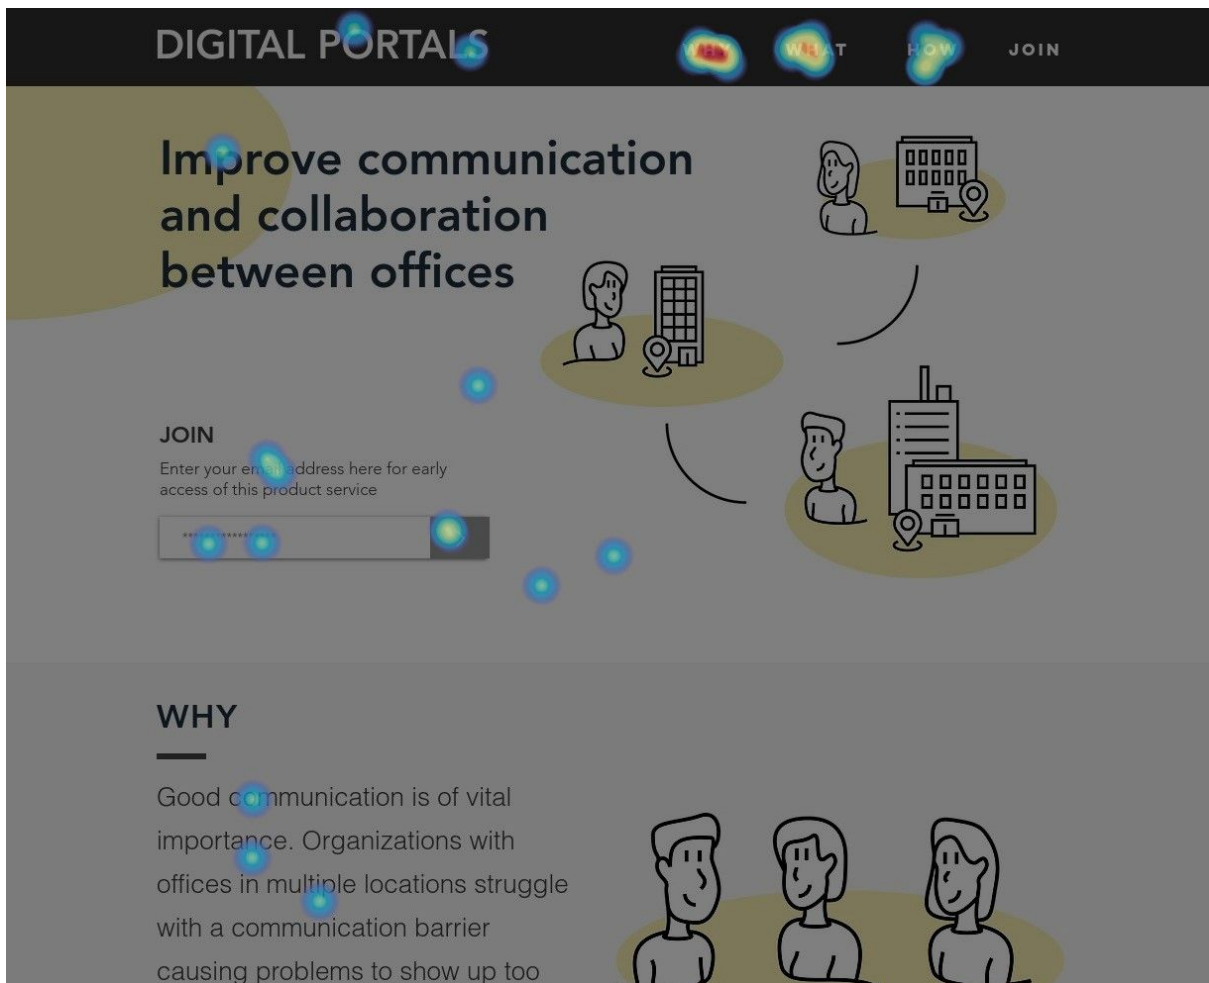 DIGITAL PORTALS
WHY WHAT HOW JOIN
Improve communication
and collaboration
between offices
JOIN
Enter your email address here for early
access of this product service
*****************
WHY
Good communication is of vital
importance. Organizations with
offices in multiple locations struggle
with a communication barrier
causing problems to show up too